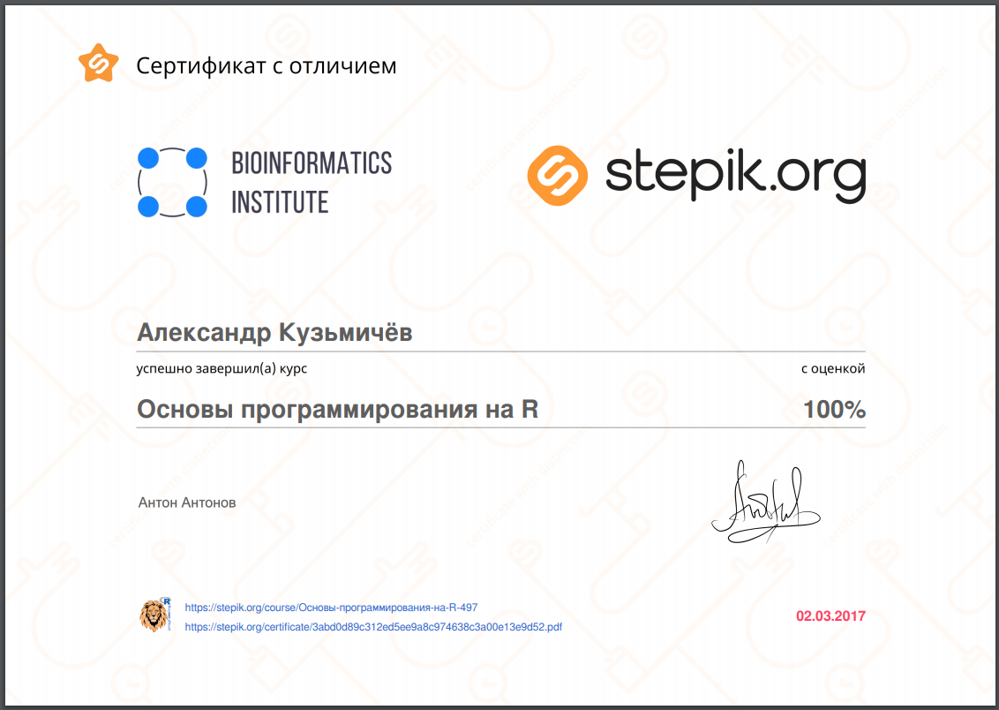 Сертификат с отличием
BIOINFORMATICS
INSTITUTE
stepik.org
Александр Кузьмичёв
успешно завершил(а) курс
с оценкой
Основы программирования на R
100%
Антон Антонов
R
https://stepik.org/course/Основы-программирования-на-R-497
https://stepik.org/certificate/3abd0d89c312ed5ee9a8c974638c3a00e13e9d52.pdf
02.03.2017